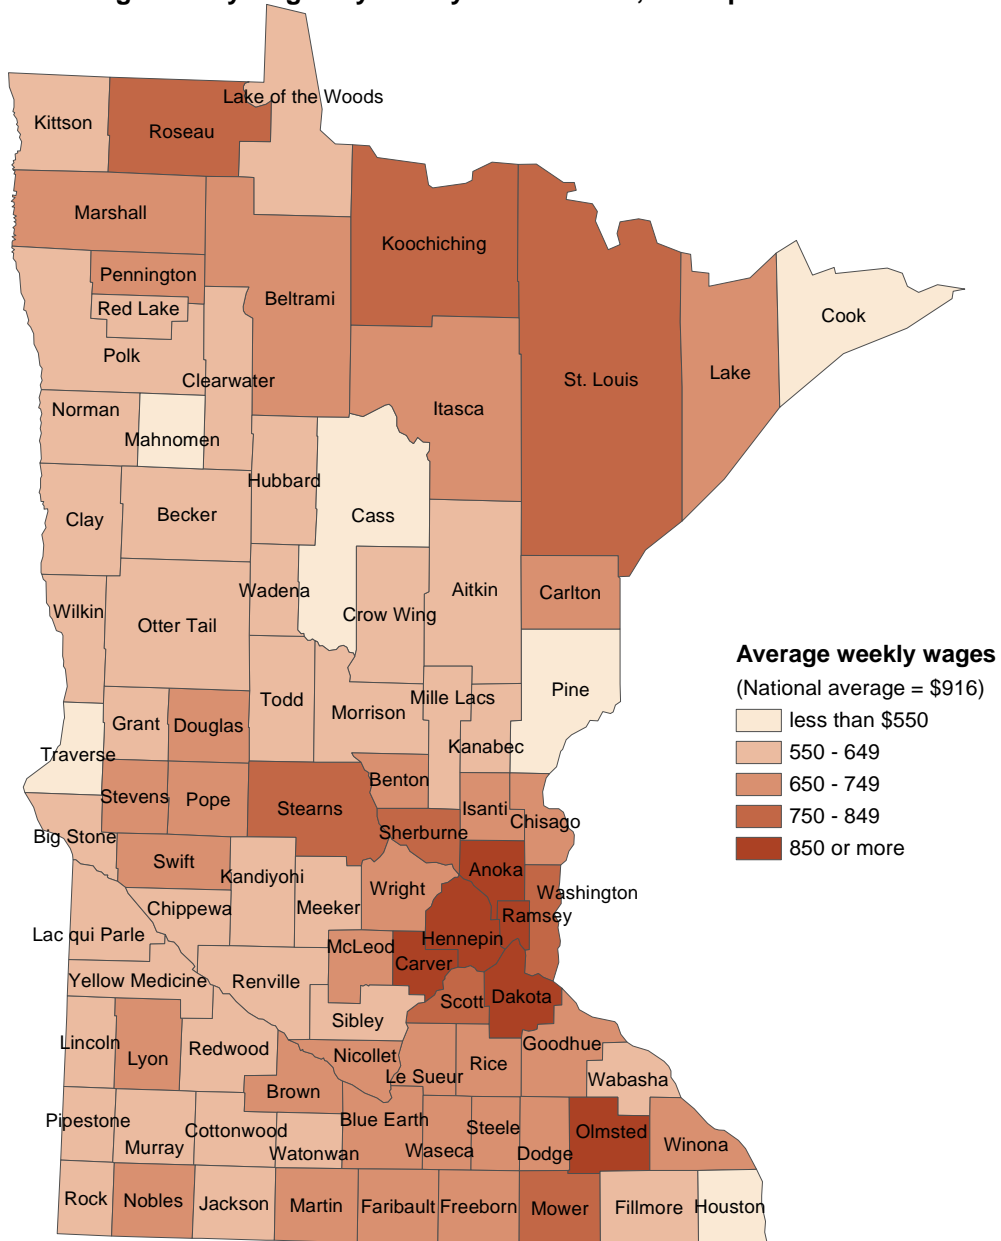 Lake of the Woods
Kittson
Roseau
Marshall
Koochiching
Pennington
Beltrami
Red Lake
Cook
Polk
Clearwater
St. Louis
Lake
Itasca
Norman
Mahnomen
Hubbard
Cass
Clay
Becker
Wadena
Aitkin
Carlton
Wilkin
Otter Tail
Crow Wing
Average weekly wages
(National average = $916)
less than $550
550 - 649
650 - 749
750 - 849
850 or more
Pine
Todd
Mille Lacs
Morrison
Grant
Douglas
Kanabec
Traverse
Benton
Stevens
Pope
Stearns
Isanti
Chisago
Big Stone
Sherburne
Swift
Anoka
Kandiyohi
Wright
Washington
Chippewa
Meeker
Ramsey
Lac qui Parle
Hennepin
McLeod
Carver
Yellow Medicine
Renville
Scott
Dakota
Sibley
Lincoln
Goodhue
Redwood
Lyon
Nicollet
Rice
Le Sueur
Wabasha
Brown
Pipestone
Blue Earth
Cottonwood
Steele
Olmsted
Murray
Watonwan
Waseca
Dodge
Winona
Rock
Nobles
Jackson
Martin
Faribault
Freeborn
Mower
Fillmore
Houston